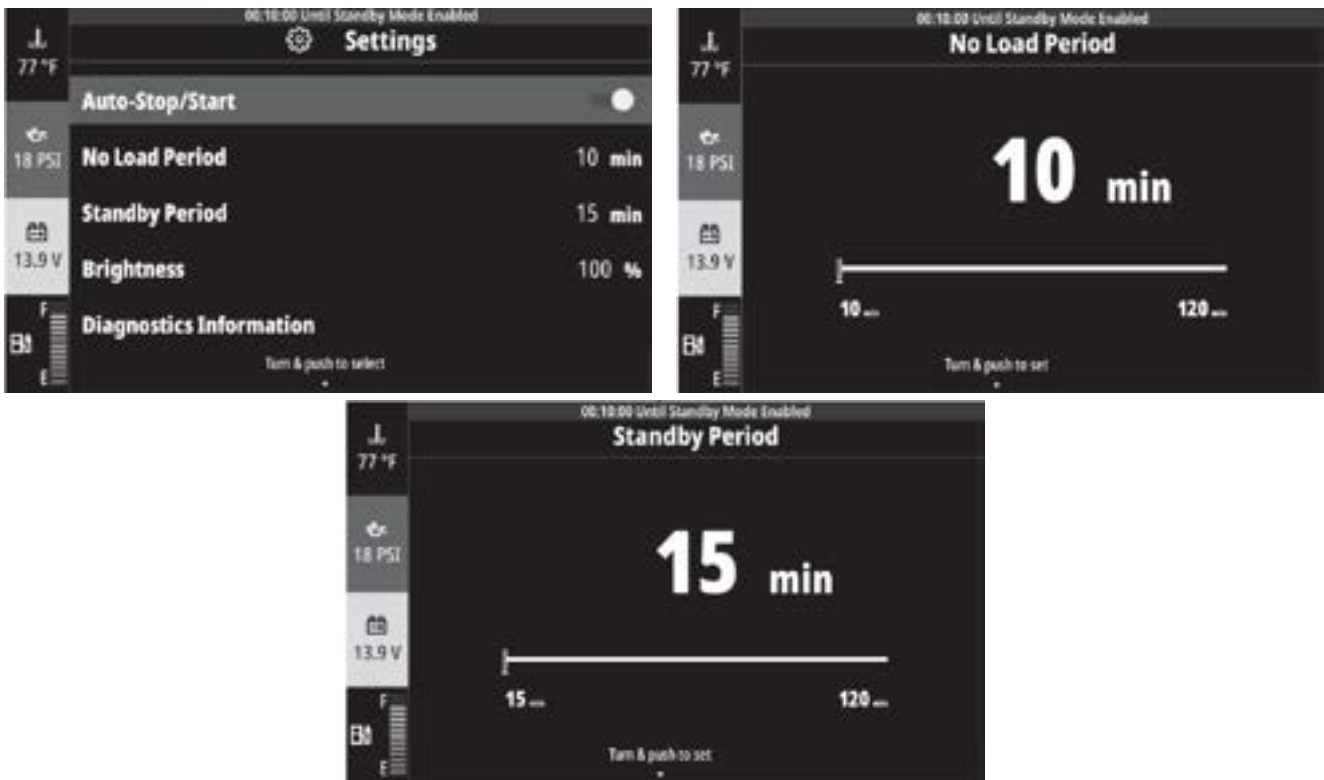 00:10:00 Until Standby Mode Enabled
Settings
77 °F
Auto-Stop/Start
18 PSI
No Load Period 10 min
Standby Period 15 min
13.9 V
Brightness 100 %
F
Diagnostics Information
E
Turn & push to select
00:10:00 Until Standby Mode Enabled
No Load Period
77 °F
18 PSI
10 min
13.9 V
10 min 120 min
F
E
Turn & push to set
00:10:00 Until Standby Mode Enabled
Standby Period
77 °F
18 PSI
15 min
13.9 V
15 min 120 min
F
E
Turn & push to set